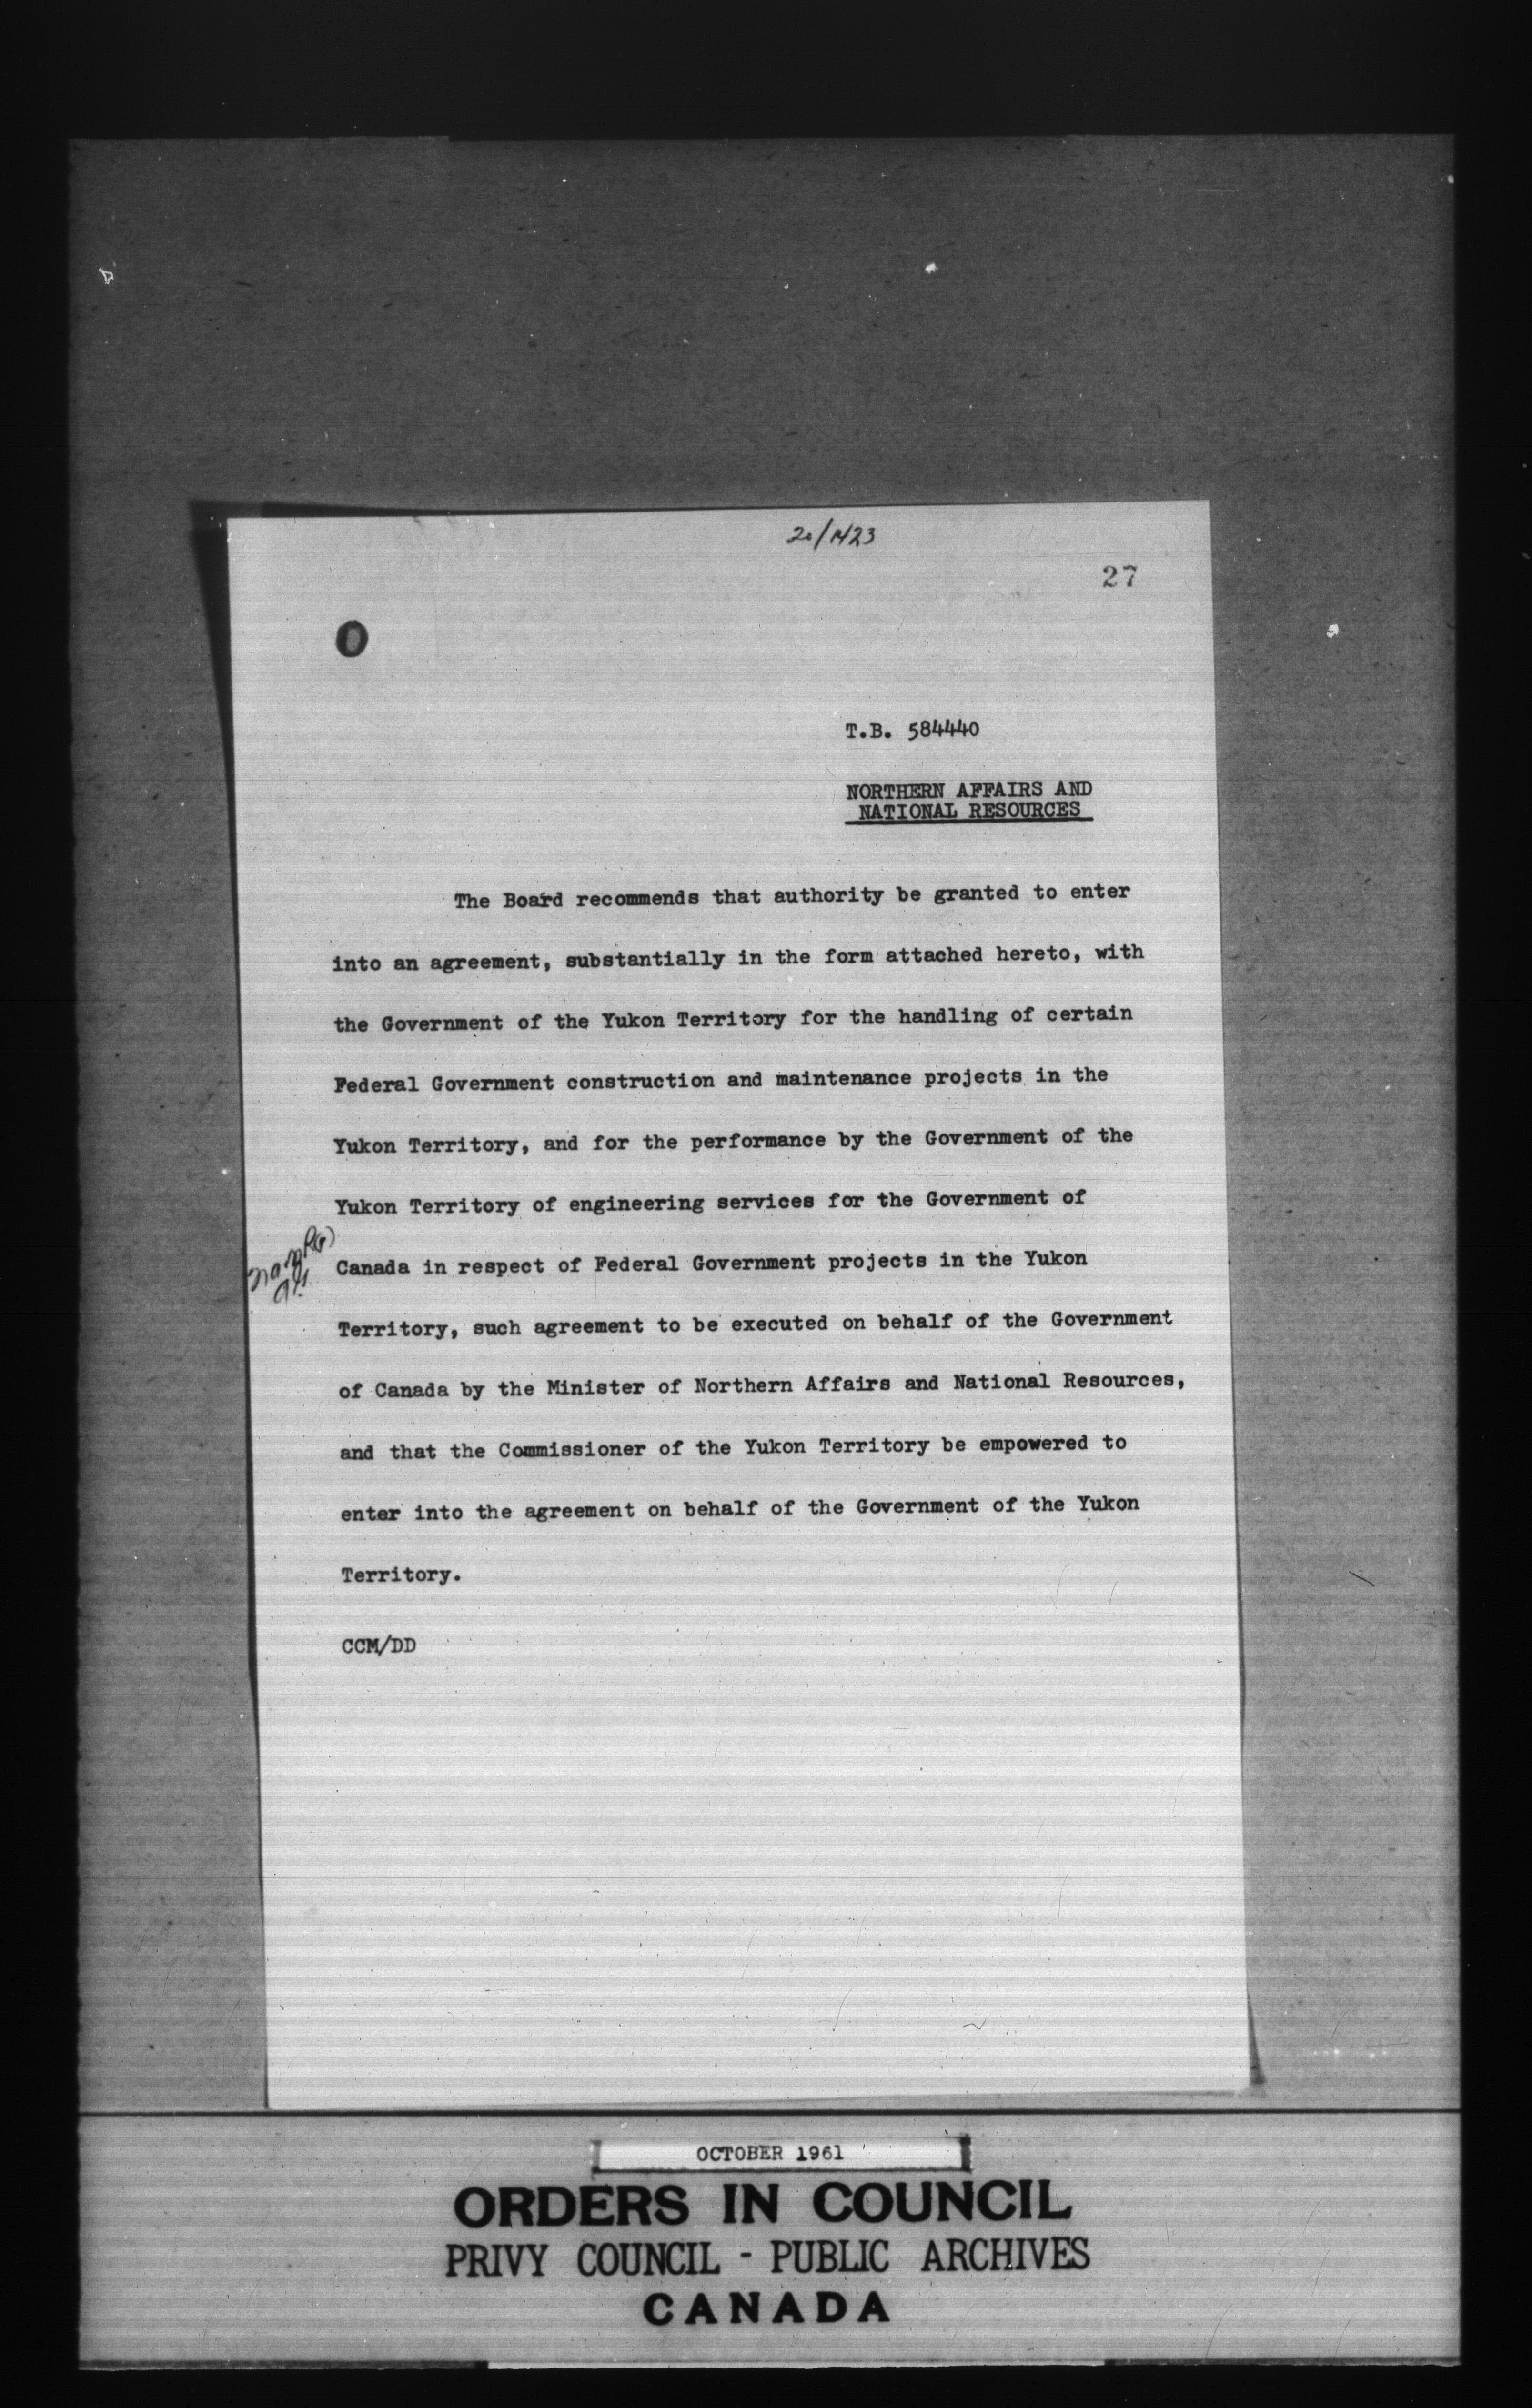 20/1423
27
O
T.B. 584440
NORTHERN AFFAIRS AND
NATIONAL RESOURCES
The Board recommends that authority be granted to enter
into an agreement, substantially in the form attached hereto, with
the Government of the Yukon Territory for the handling of certain
Federal Government construction and maintenance projects in the
Yukon Territory, and for the performance by the Government of the
Yukon Territory of engineering services for the Government of
Canada in respect of Federal Government projects in the Yukon
Territory, such agreement to be executed on behalf of the Government
of Canada by the Minister of Northern Affairs and National Resources,
and that the Commissioner of the Yukon Territory be empowered to
enter into the agreement on behalf of the Government of the Yukon
Territory.
CCM/DD
OCTOBER 1961
ORDERS IN COUNCIL
PRIVY COUNCIL - PUBLIC ARCHIVES
CANADA